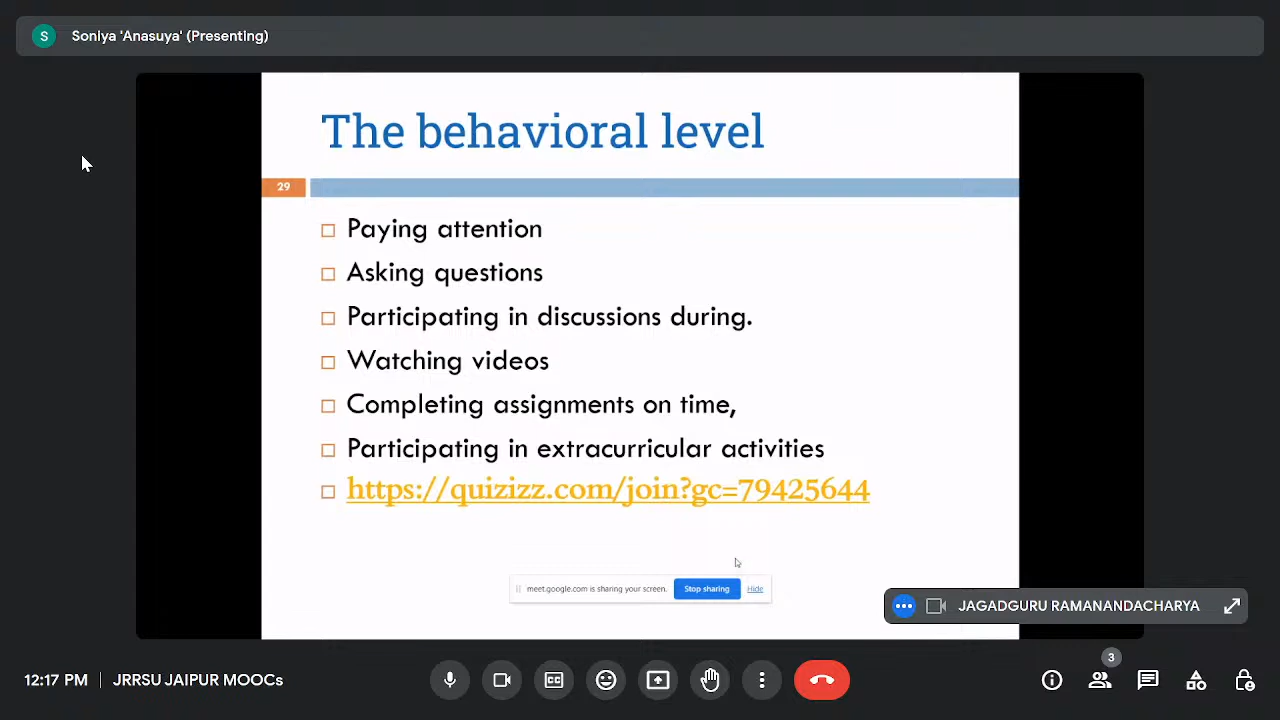 S Soniya 'Anasuya' (Presenting)
The behavioral level
29
Paying attention
Asking questions
Participating in discussions during.
Watching videos
Completing assignments on time,
Participating in extracurricular activities
https://quizizz.com/join?gc=79425644
meet.google.com is sharing your screen. Stop sharing Hide
JAGADGURU RAMANANDACHARYA
3
12:17 PM | JRRSU JAIPUR MOOCs